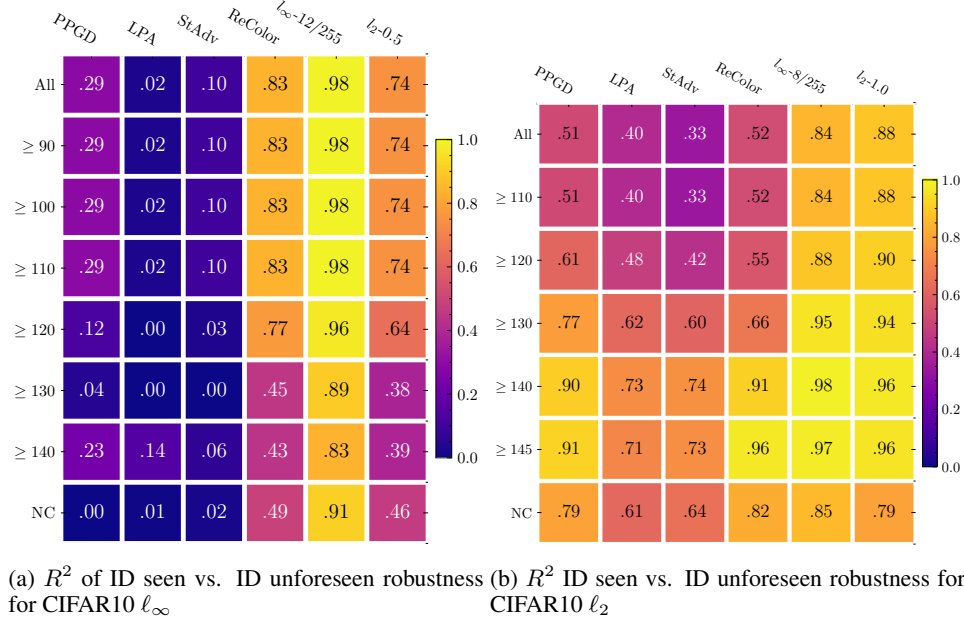 PPGD LPA StAdv ReColor l∞-12/255 l2-0.5
All .29 .02 .10 .83 .98 .74
≥ 90 .29 .02 .10 .83 .98 .74
≥ 100 .29 .02 .10 .83 .98 .74
≥ 110 .29 .02 .10 .83 .98 .74
≥ 120 .12 .00 .03 .77 .96 .64
≥ 130 .04 .00 .00 .45 .89 .38
≥ 140 .23 .14 .06 .43 .83 .39
NC .00 .01 .02 .49 .91 .46
1.0
0.8
0.6
0.4
0.2
0.0
(a) R² of ID seen vs. ID unforeseen robustness
for CIFAR10 ℓ∞
PPGD LPA StAdv ReColor l∞-8/255 l2-1.0
All .51 .40 .33 .52 .84 .88
≥ 110 .51 .40 .33 .52 .84 .88
≥ 120 .61 .48 .42 .55 .88 .90
≥ 130 .77 .62 .60 .66 .95 .94
≥ 140 .90 .73 .74 .91 .98 .96
≥ 145 .91 .71 .73 .96 .97 .96
NC .79 .61 .64 .82 .85 .79
1.0
0.8
0.6
0.4
0.2
0.0
(b) R² ID seen vs. ID unforeseen robustness for
CIFAR10 ℓ2